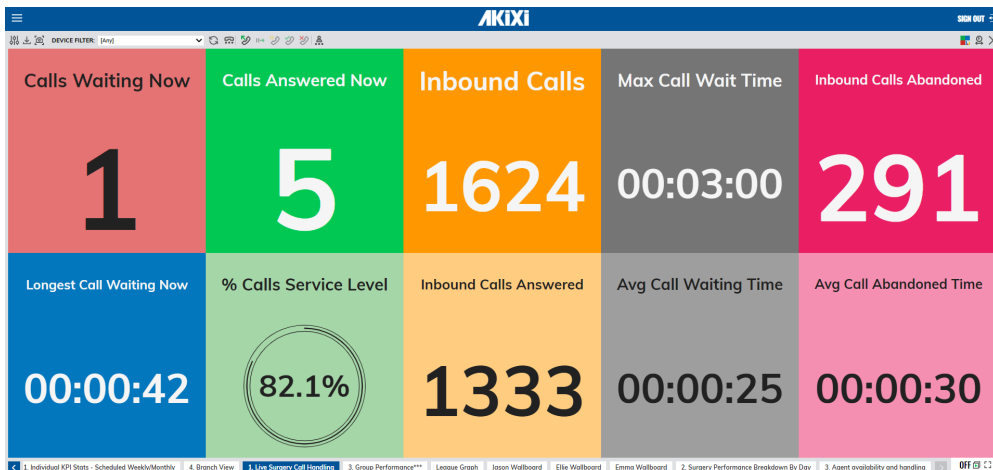 AKIXI
SIGN OUT
DEVICE FILTER: [Any]
Calls Waiting Now
1
Calls Answered Now
5
Inbound Calls
1624
Max Call Wait Time
00:03:00
Inbound Calls Abandoned
291
Longest Call Waiting Now
00:00:42
% Calls Service Level
82.1%
Inbound Calls Answered
1333
Avg Call Waiting Time
00:00:25
Avg Call Abandoned Time
00:00:30
1. Individual KPI Stats - Scheduled Weekly/Monthly
4. Branch View
1. Live Surgery Call Handling
3. Group Performance***
League Graph
Jason Wallboard
Ellie Wallboard
Emma Wallboard
2. Surgery Performance Breakdown By Day
3. Agent availability and handling
OFF